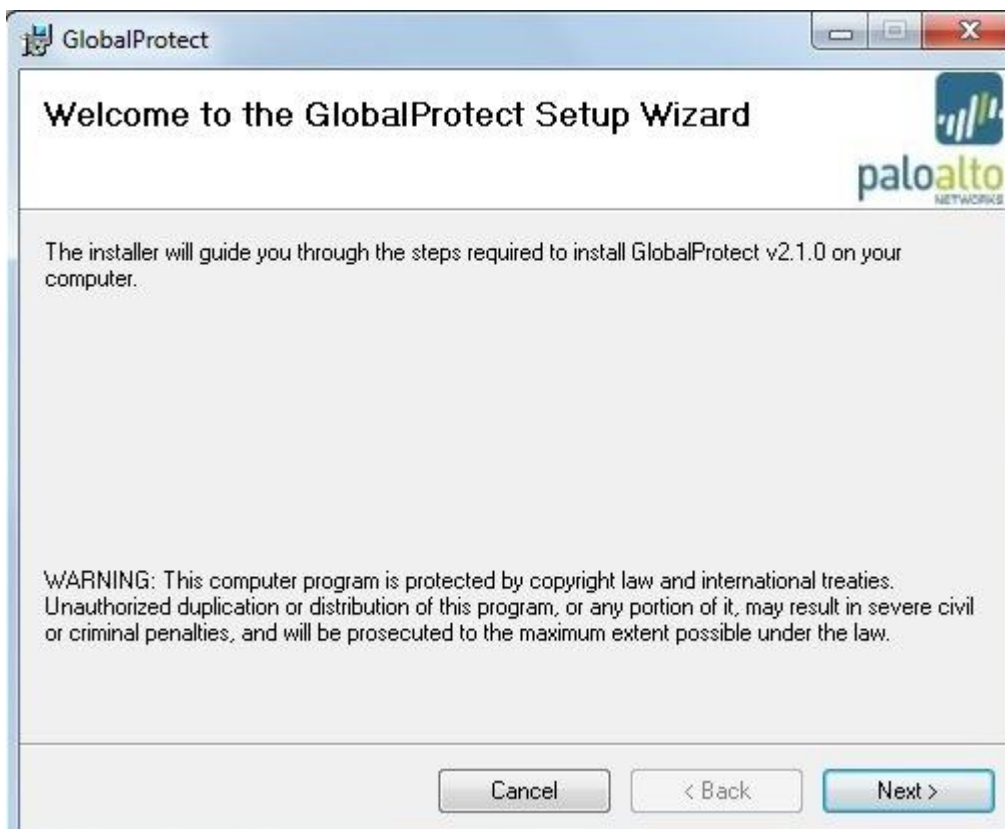 GlobalProtect
Welcome to the GlobalProtect Setup Wizard
paloalto
NETWORKS
The installer will guide you through the steps required to install GlobalProtect v2.1.0 on your
computer.
WARNING: This computer program is protected by copyright law and international treaties.
Unauthorized duplication or distribution of this program, or any portion of it, may result in severe civil
or criminal penalties, and will be prosecuted to the maximum extent possible under the law.
Cancel < Back Next >